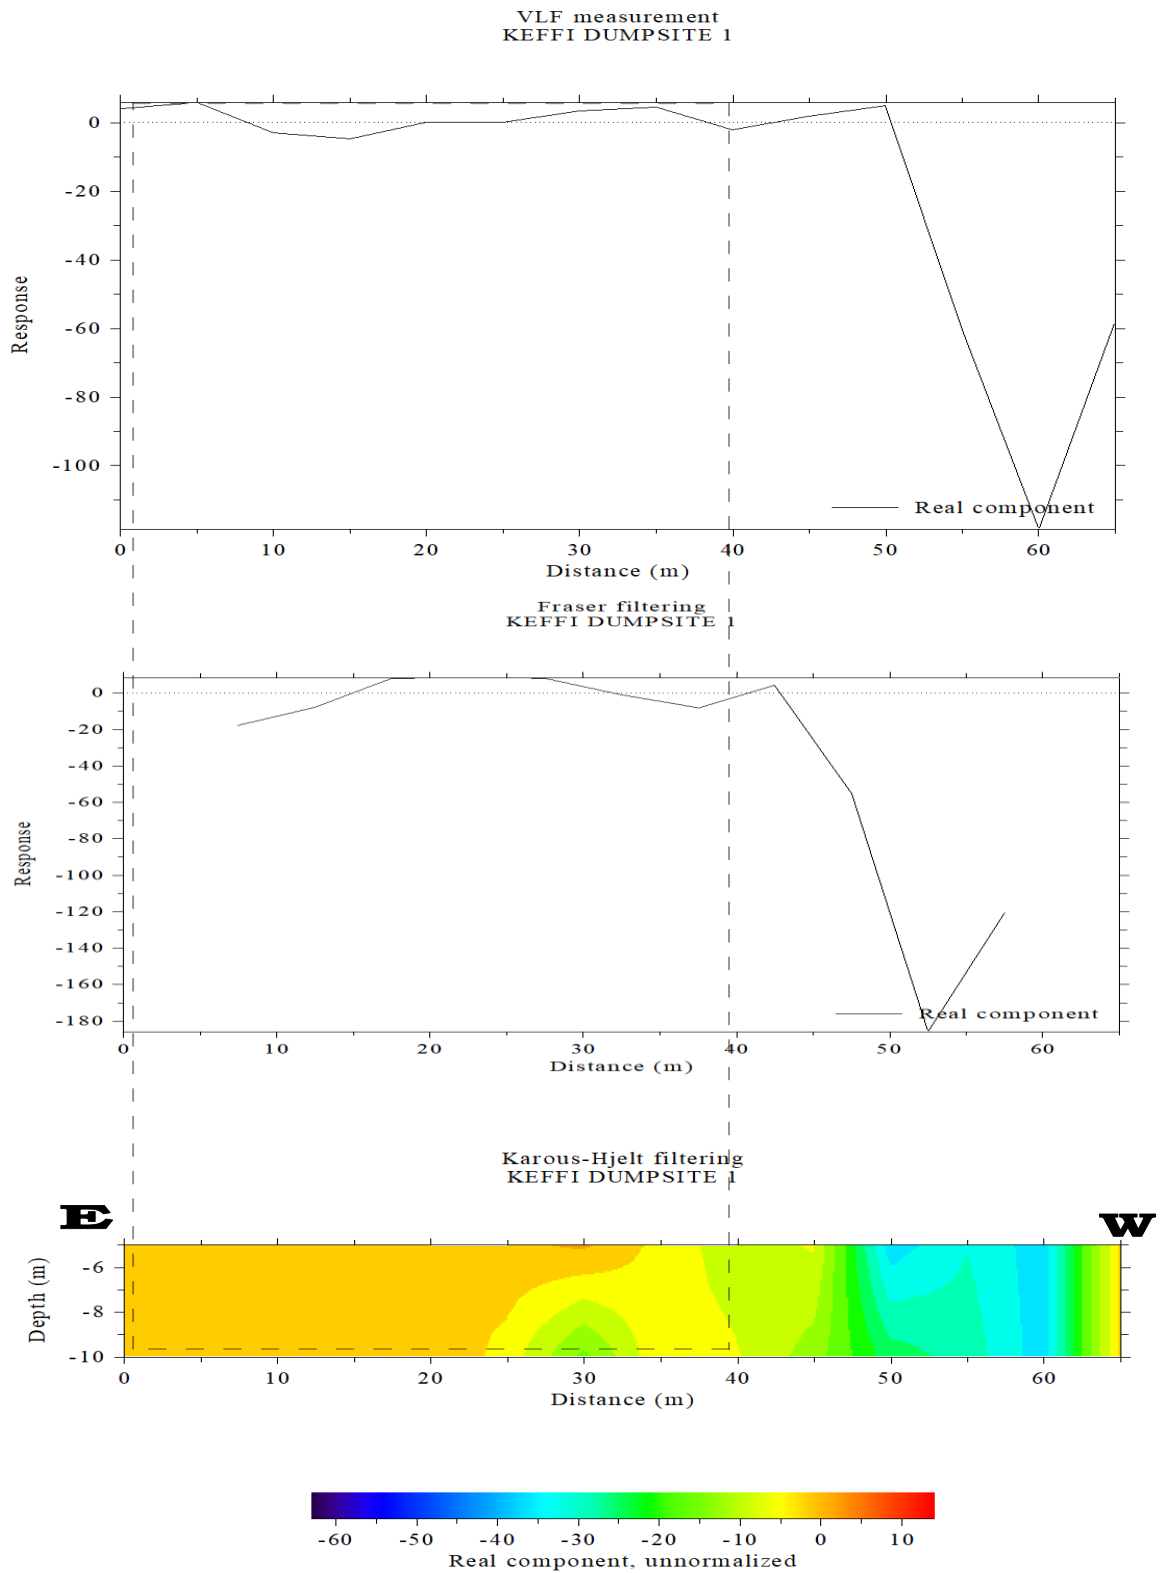 VLF measurement
KEFFI DUMPSITE 1
0
-20
-40
-60
-80
-100
Response
Real component
0 10 20 30 40 50 60
Distance (m)
Fraser filtering
KEFFI DUMPSITE 1
0
-20
-40
-60
-80
-100
-120
-140
-160
-180
Response
Real component
0 10 20 30 40 50 60
Distance (m)
Karous-Hjelt filtering
KEFFI DUMPSITE 1
E W
-6
-8
-10
Depth (m)
0 10 20 30 40 50 60
Distance (m)
-60 -50 -40 -30 -20 -10 0 10
Real component, unnormalized